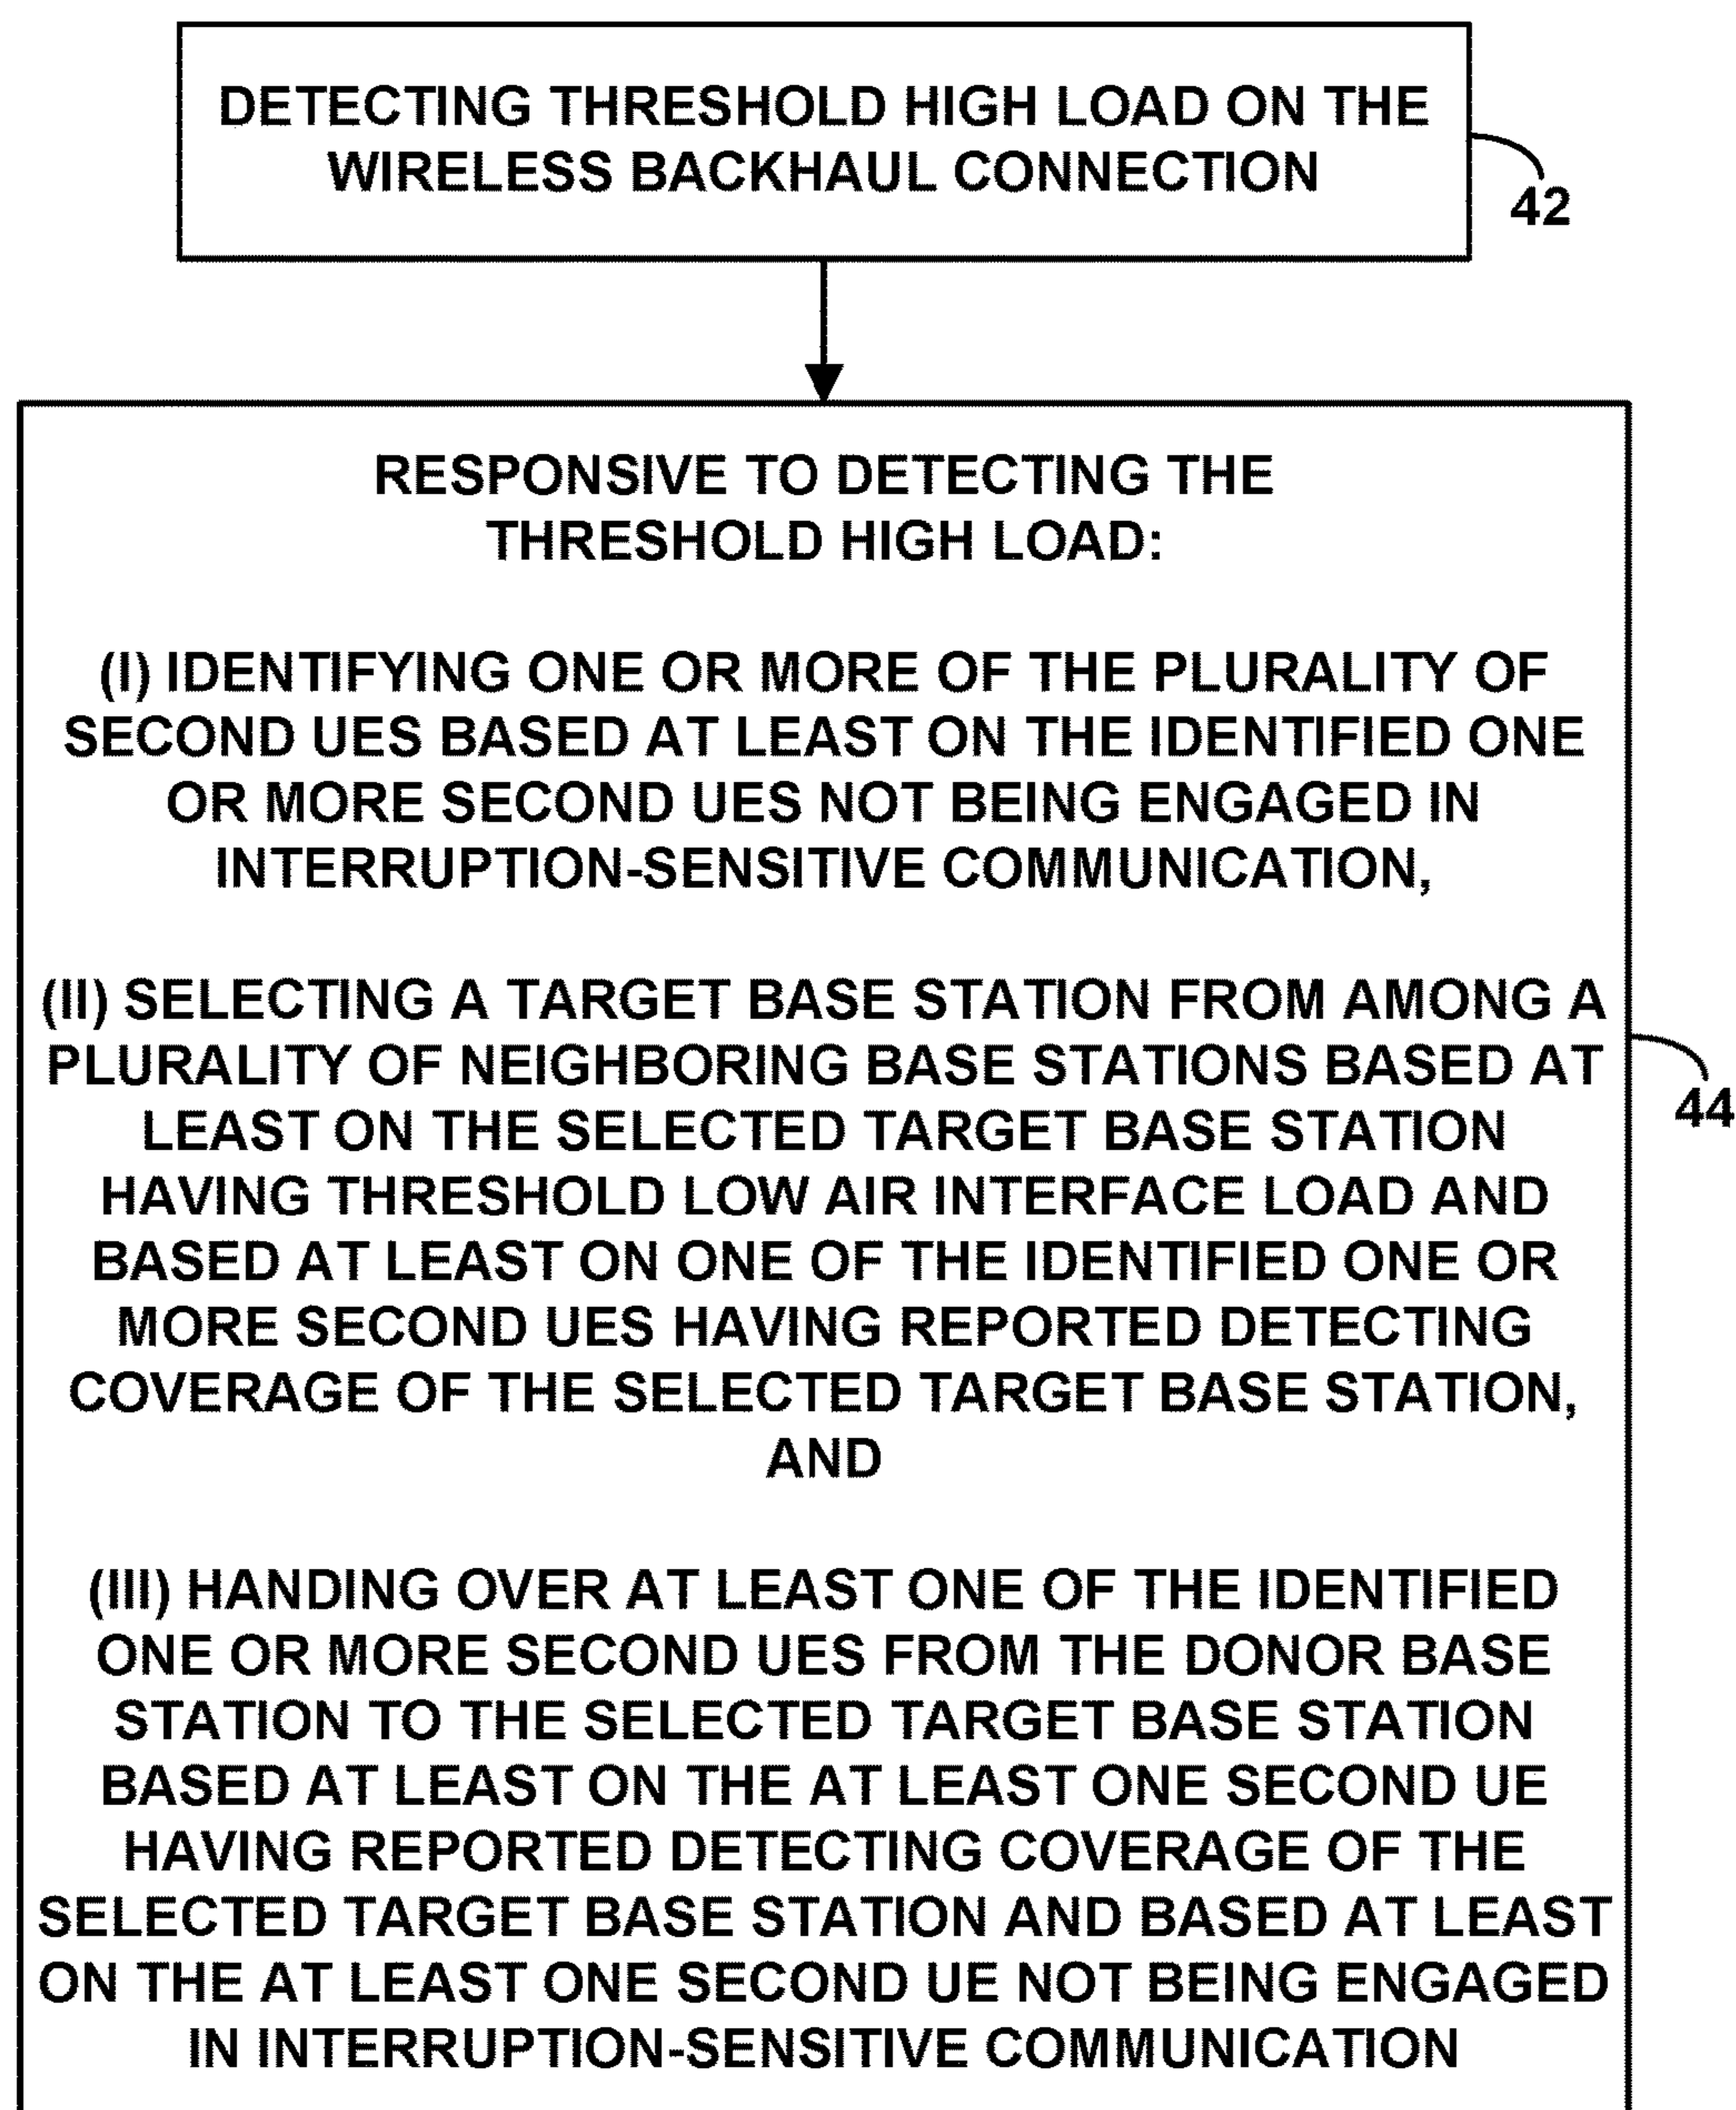 DETECTING THRESHOLD HIGH LOAD ON THE
WIRELESS BACKHAUL CONNECTION
42
RESPONSIVE TO DETECTING THE
THRESHOLD HIGH LOAD:
(I) IDENTIFYING ONE OR MORE OF THE PLURALITY OF
SECOND UES BASED AT LEAST ON THE IDENTIFIED ONE
OR MORE SECOND UES NOT BEING ENGAGED IN
INTERRUPTION-SENSITIVE COMMUNICATION,
(II) SELECTING A TARGET BASE STATION FROM AMONG A
PLURALITY OF NEIGHBORING BASE STATIONS BASED AT
LEAST ON THE SELECTED TARGET BASE STATION
HAVING THRESHOLD LOW AIR INTERFACE LOAD AND
BASED AT LEAST ON ONE OF THE IDENTIFIED ONE OR
MORE SECOND UES HAVING REPORTED DETECTING
COVERAGE OF THE SELECTED TARGET BASE STATION,
AND
44
(III) HANDING OVER AT LEAST ONE OF THE IDENTIFIED
ONE OR MORE SECOND UES FROM THE DONOR BASE
STATION TO THE SELECTED TARGET BASE STATION
BASED AT LEAST ON THE AT LEAST ONE SECOND UE
HAVING REPORTED DETECTING COVERAGE OF THE
SELECTED TARGET BASE STATION AND BASED AT LEAST
ON THE AT LEAST ONE SECOND UE NOT BEING ENGAGED
IN INTERRUPTION-SENSITIVE COMMUNICATION